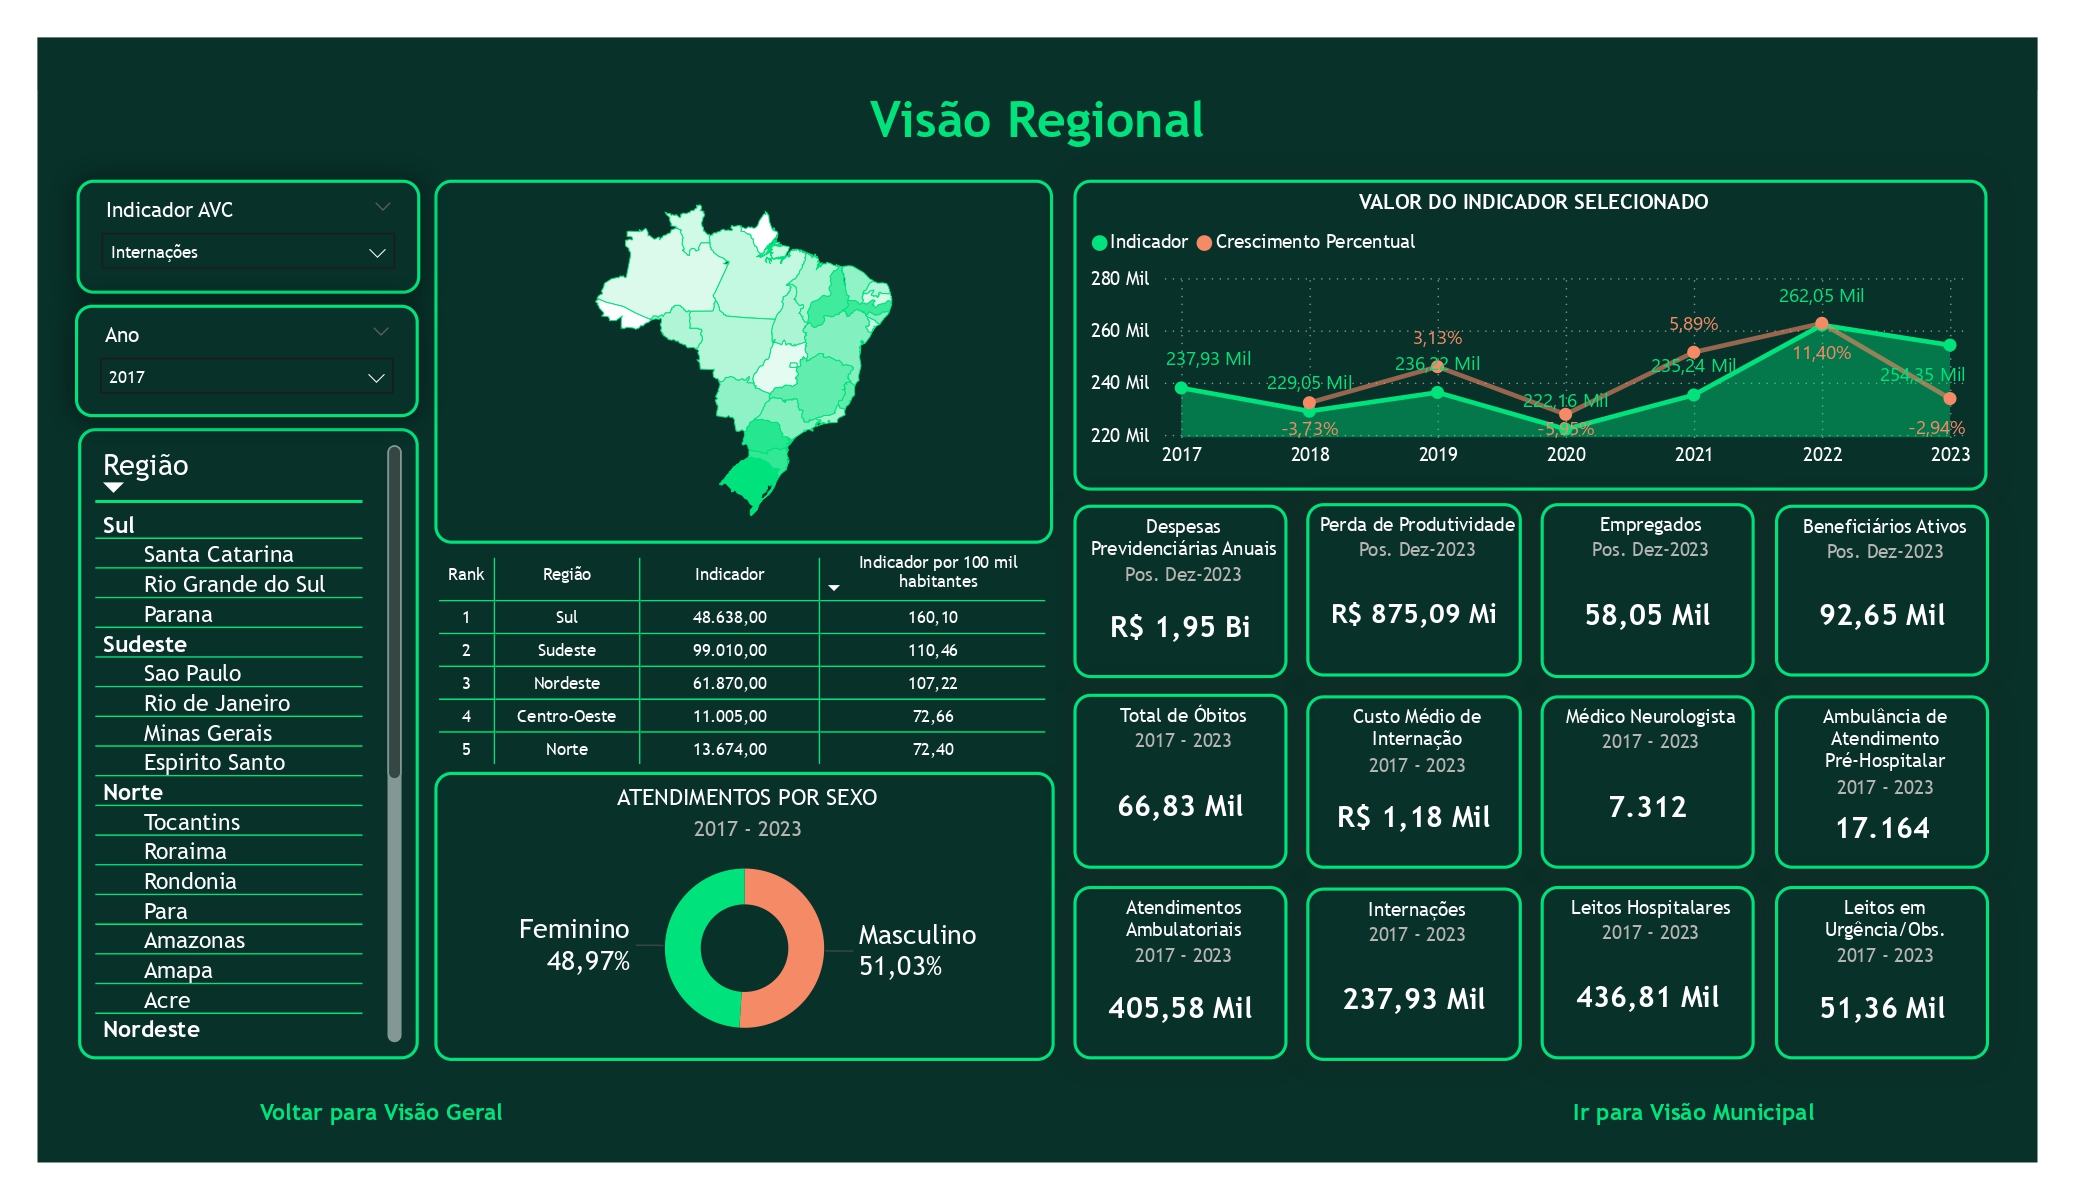 Visão Regional
Indicador AVC
Internações
Ano
2017
Região
Sul
Santa Catarina
Rio Grande do Sul
Parana
Sudeste
Sao Paulo
Rio de Janeiro
Minas Gerais
Espirito Santo
Norte
Tocantins
Roraima
Rondonia
Para
Amazonas
Amapa
Acre
Nordeste
Rank Região Indicador Indicador por 100 mil
habitantes
1 Sul 48.638,00 160,10
2 Sudeste 99.010,00 110,46
3 Nordeste 61.870,00 107,22
4 Centro-Oeste 11.005,00 72,66
5 Norte 13.674,00 72,40
ATENDIMENTOS POR SEXO
2017 - 2023
Feminino
48,97%
Masculino
51,03%
VALOR DO INDICADOR SELECIONADO
Indicador Crescimento Percentual
280 Mil
260 Mil
240 Mil
220 Mil
237,93 Mil
229,05 Mil
236,22 Mil
222,16 Mil
235,24 Mil
262,05 Mil
254,35 Mil
-3,73%
3,13%
-5,95%
5,89%
11,40%
-2,94%
2017 2018 2019 2020 2021 2022 2023
Despesas
Previdenciárias Anuais
Pos. Dez-2023
R$ 1,95 Bi
Perda de Produtividade
Pos. Dez-2023
R$ 875,09 Mi
Empregados
Pos. Dez-2023
58,05 Mil
Beneficiários Ativos
Pos. Dez-2023
92,65 Mil
Total de Óbitos
2017 - 2023
66,83 Mil
Custo Médio de
Internação
2017 - 2023
R$ 1,18 Mil
Médico Neurologista
2017 - 2023
7.312
Ambulância de
Atendimento
Pré-Hospitalar
2017 - 2023
17.164
Atendimentos
Ambulatoriais
2017 - 2023
405,58 Mil
Internações
2017 - 2023
237,93 Mil
Leitos Hospitalares
2017 - 2023
436,81 Mil
Leitos em
Urgência/Obs.
2017 - 2023
51,36 Mil
Voltar para Visão Geral
Ir para Visão Municipal